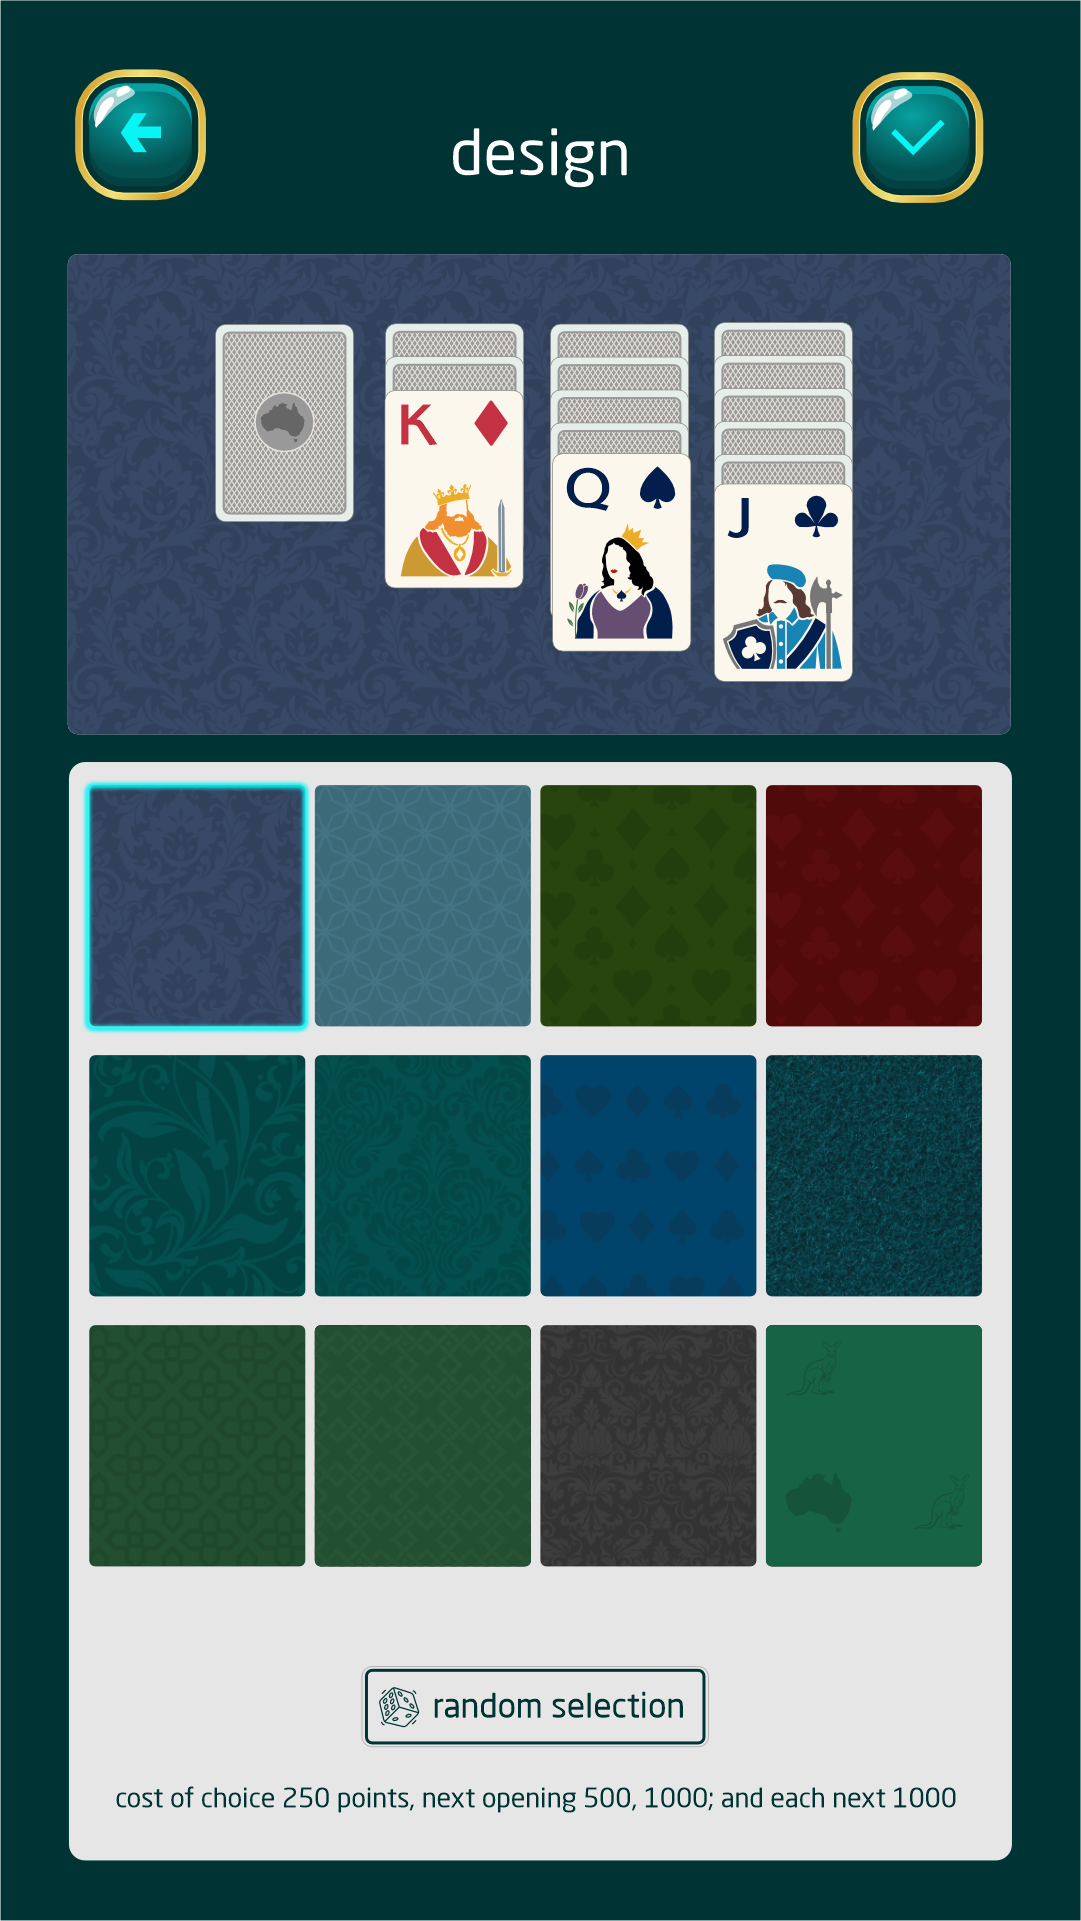 design
K
Q
J
random selection
cost of choice 250 points, next opening 500, 1000; and each next 1000